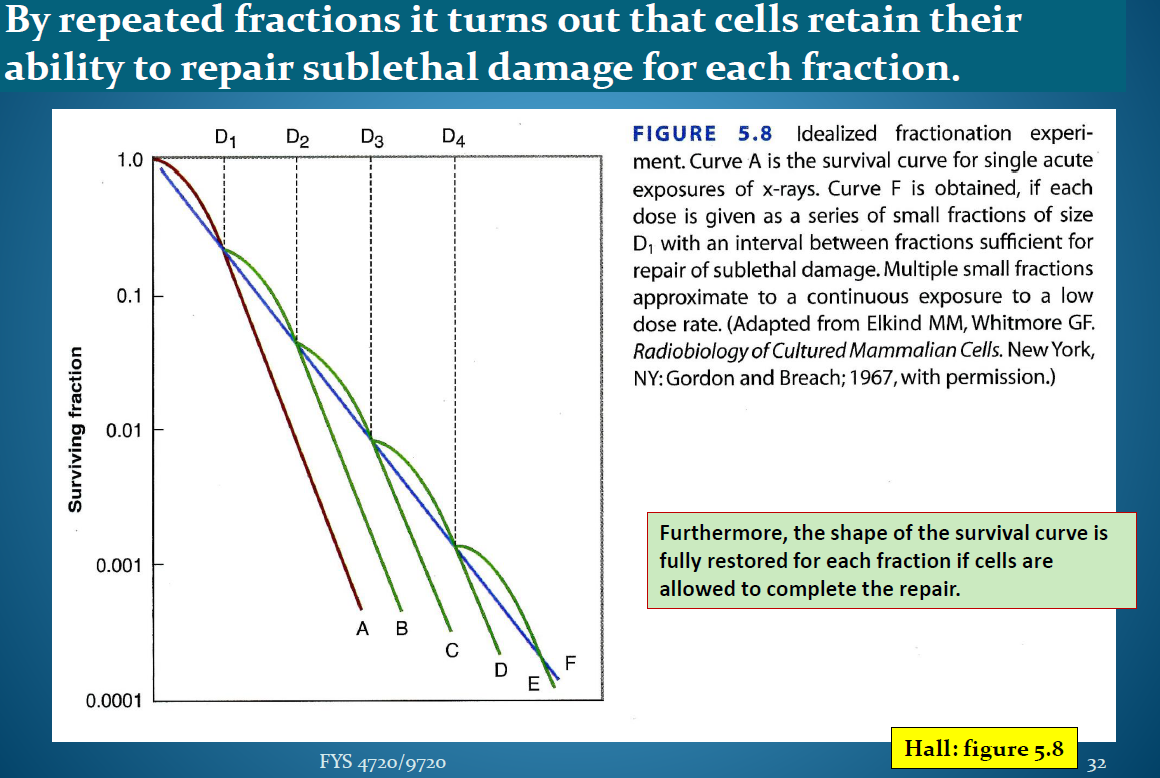 By repeated fractions it turns out that cells retain their
ability to repair sublethal damage for each fraction.
D1 D2 D3 D4
1.0
0.1
0.01
0.001
0.0001
Surviving fraction
A B C D E F
FIGURE 5.8 Idealized fractionation experi-
ment. Curve A is the survival curve for single acute
exposures of x-rays. Curve F is obtained, if each
dose is given as a series of small fractions of size
D1 with an interval between fractions sufficient for
repair of sublethal damage. Multiple small fractions
approximate to a continuous exposure to a low
dose rate. (Adapted from Elkind MM, Whitmore GF.
Radiobiology of Cultured Mammalian Cells. New York,
NY: Gordon and Breach; 1967, with permission.)
Furthermore, the shape of the survival curve is
fully restored for each fraction if cells are
allowed to complete the repair.
Hall: figure 5.8
FYS 4720/9720
32